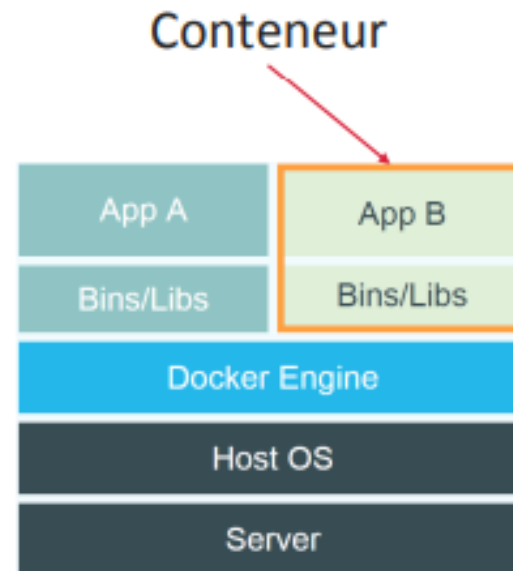 Conteneur
App A
App B
Bins/Libs
Bins/Libs
Docker Engine
Host OS
Server